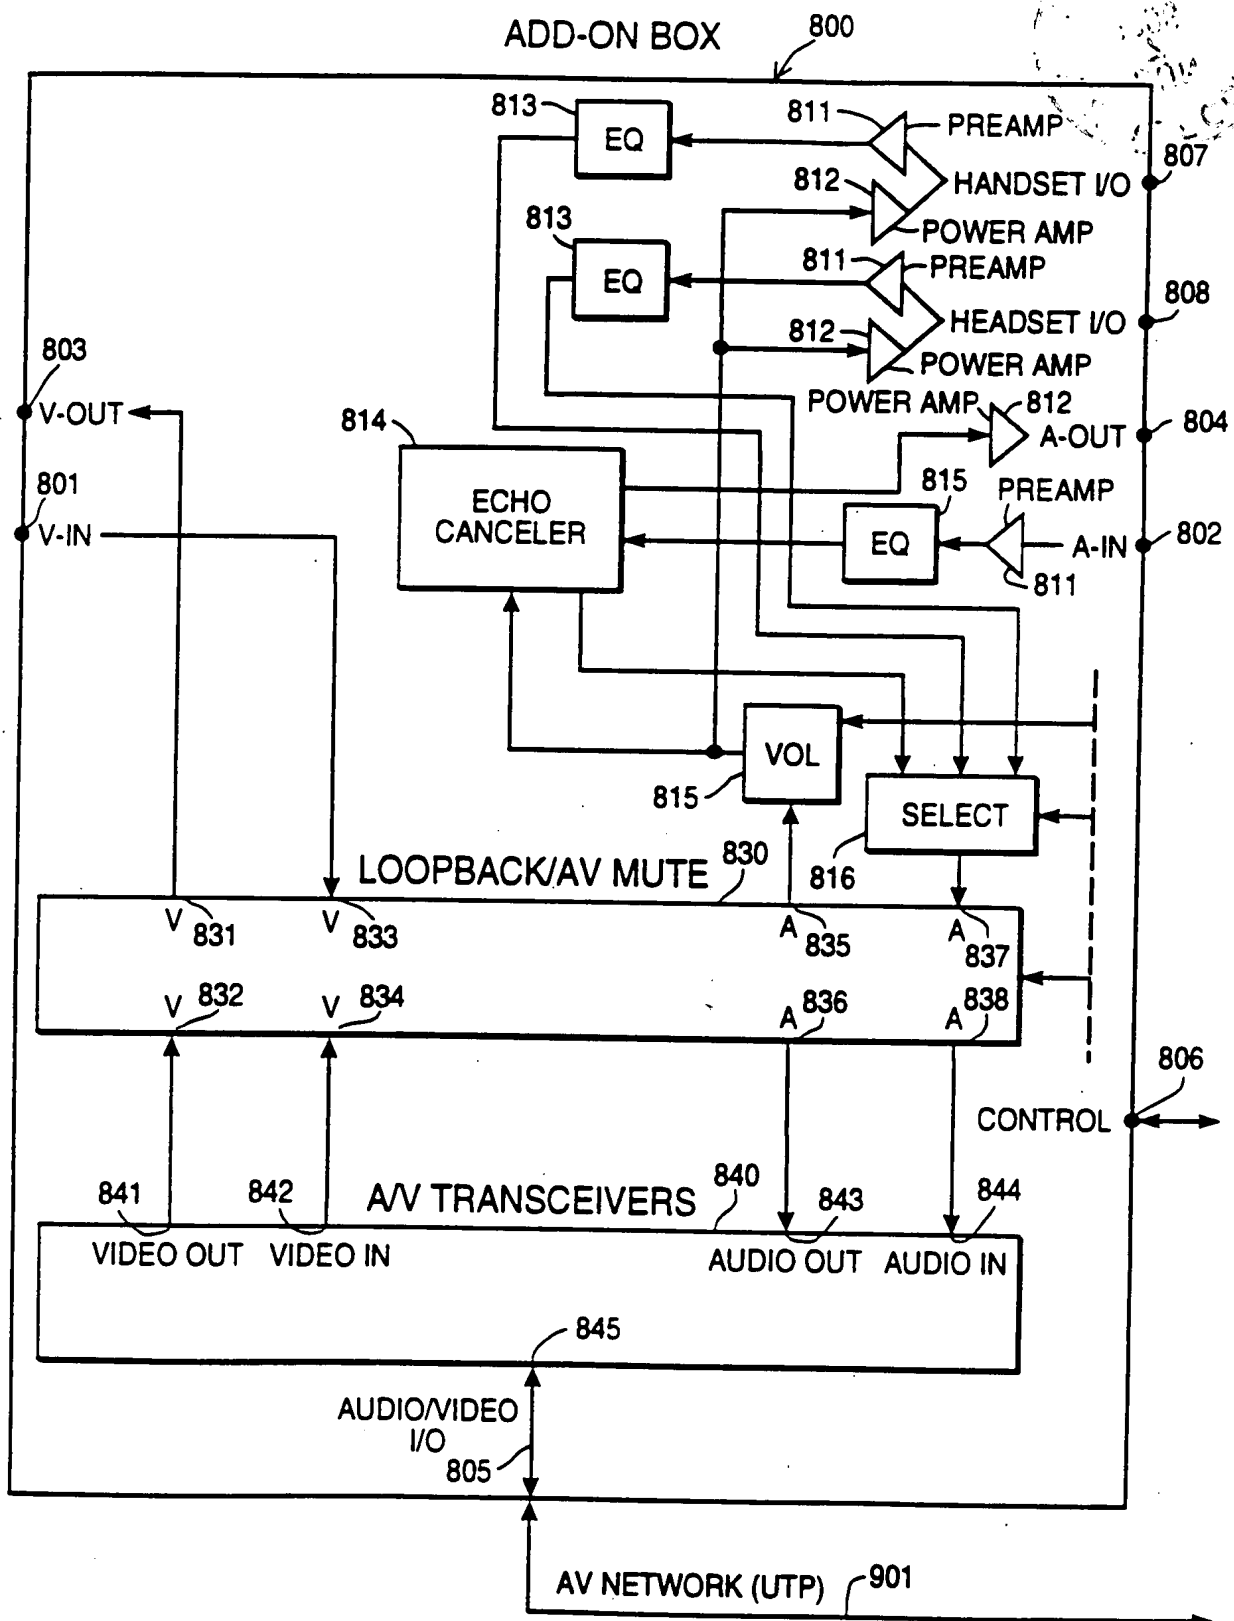 ADD-ON BOX
800
813
EQ
811
PREAMP
807
812
HANDSET I/O
POWER AMP
813
EQ
811
PREAMP
808
812
HEADSET I/O
POWER AMP
803
V-OUT
POWER AMP
812
804
A-OUT
814
ECHO
CANCELER
801
V-IN
815
PREAMP
EQ
A-IN
802
811
VOL
815
SELECT
816
LOOPBACK/AV MUTE
830
V
831
V
833
A
835
A
837
V
832
V
834
A
836
A
838
806
CONTROL
841
842
A/V TRANSCEIVERS
840
843
844
VIDEO OUT
VIDEO IN
AUDIO OUT
AUDIO IN
845
AUDIO/VIDEO
I/O
805
AV NETWORK (UTP)
901